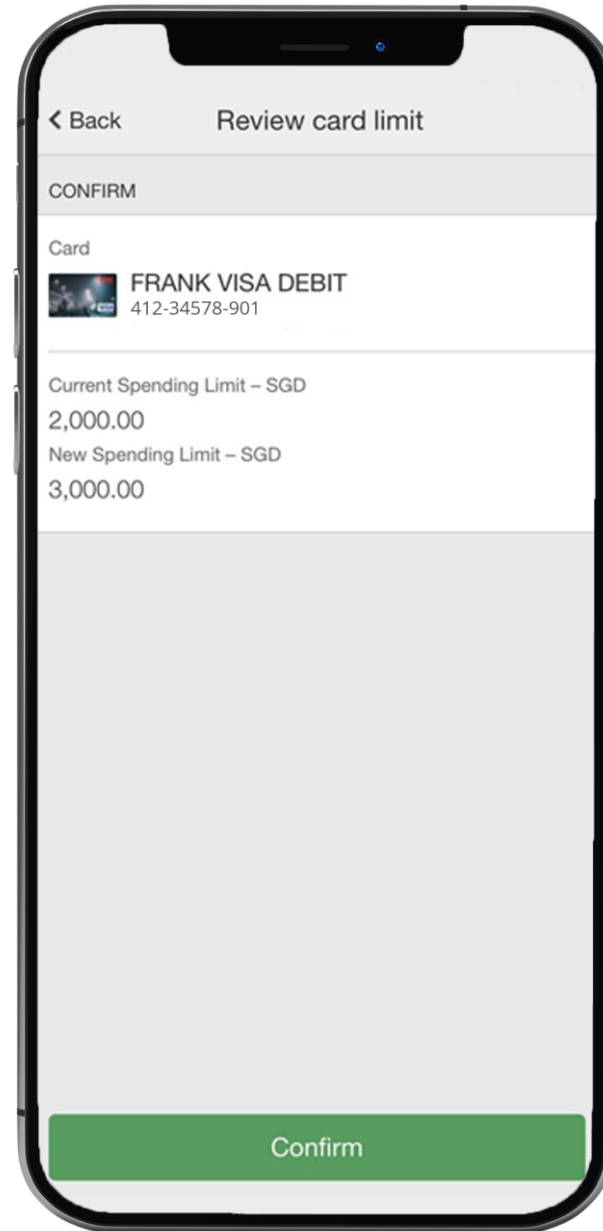 Back
Review card limit
CONFIRM
Card
FRANK VISA DEBIT
412-34578-901
Current Spending Limit – SGD
2,000.00
New Spending Limit – SGD
3,000.00
Confirm